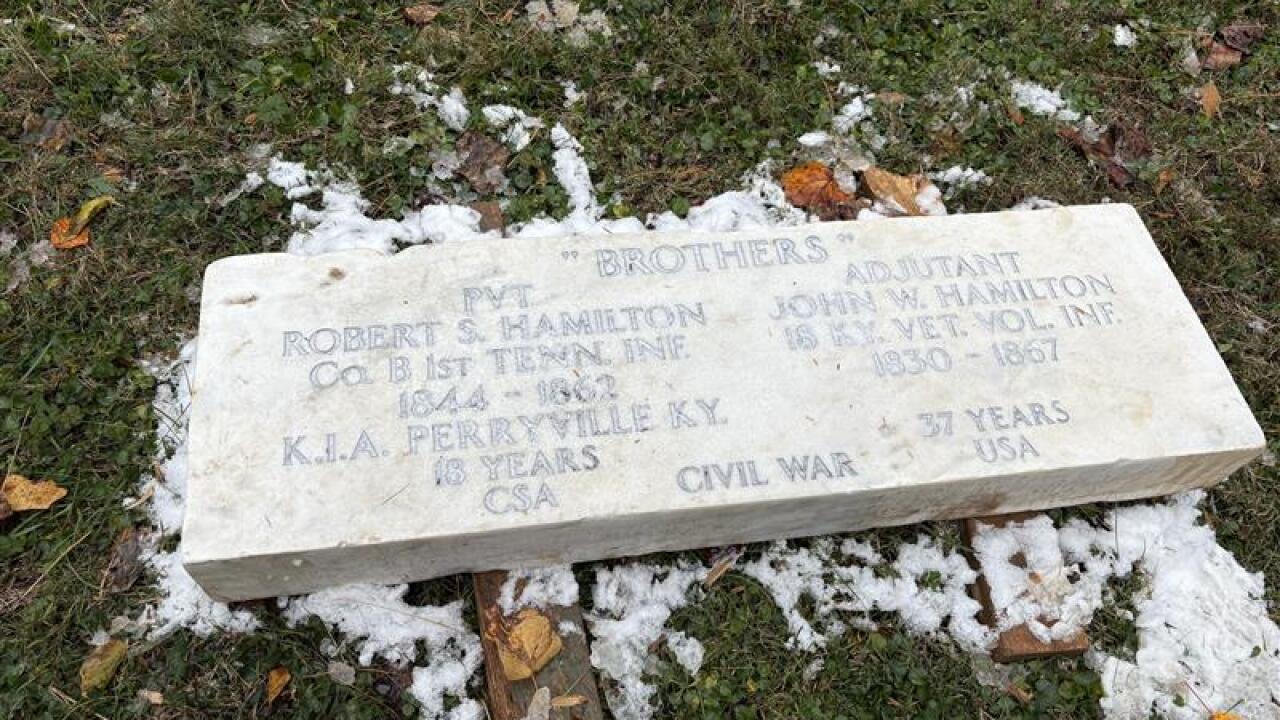 " BROTHERS "
PVT.
ROBERT S. HAMILTON
CO. B 1ST TENN. INF.
1844 - 1862
K.I.A. PERRYVILLE KY.
18 YEARS
CSA
ADJUTANT
JOHN W. HAMILTON
18 KY. VET. VOL. INF.
1830 - 1867
37 YEARS
USA
CIVIL WAR